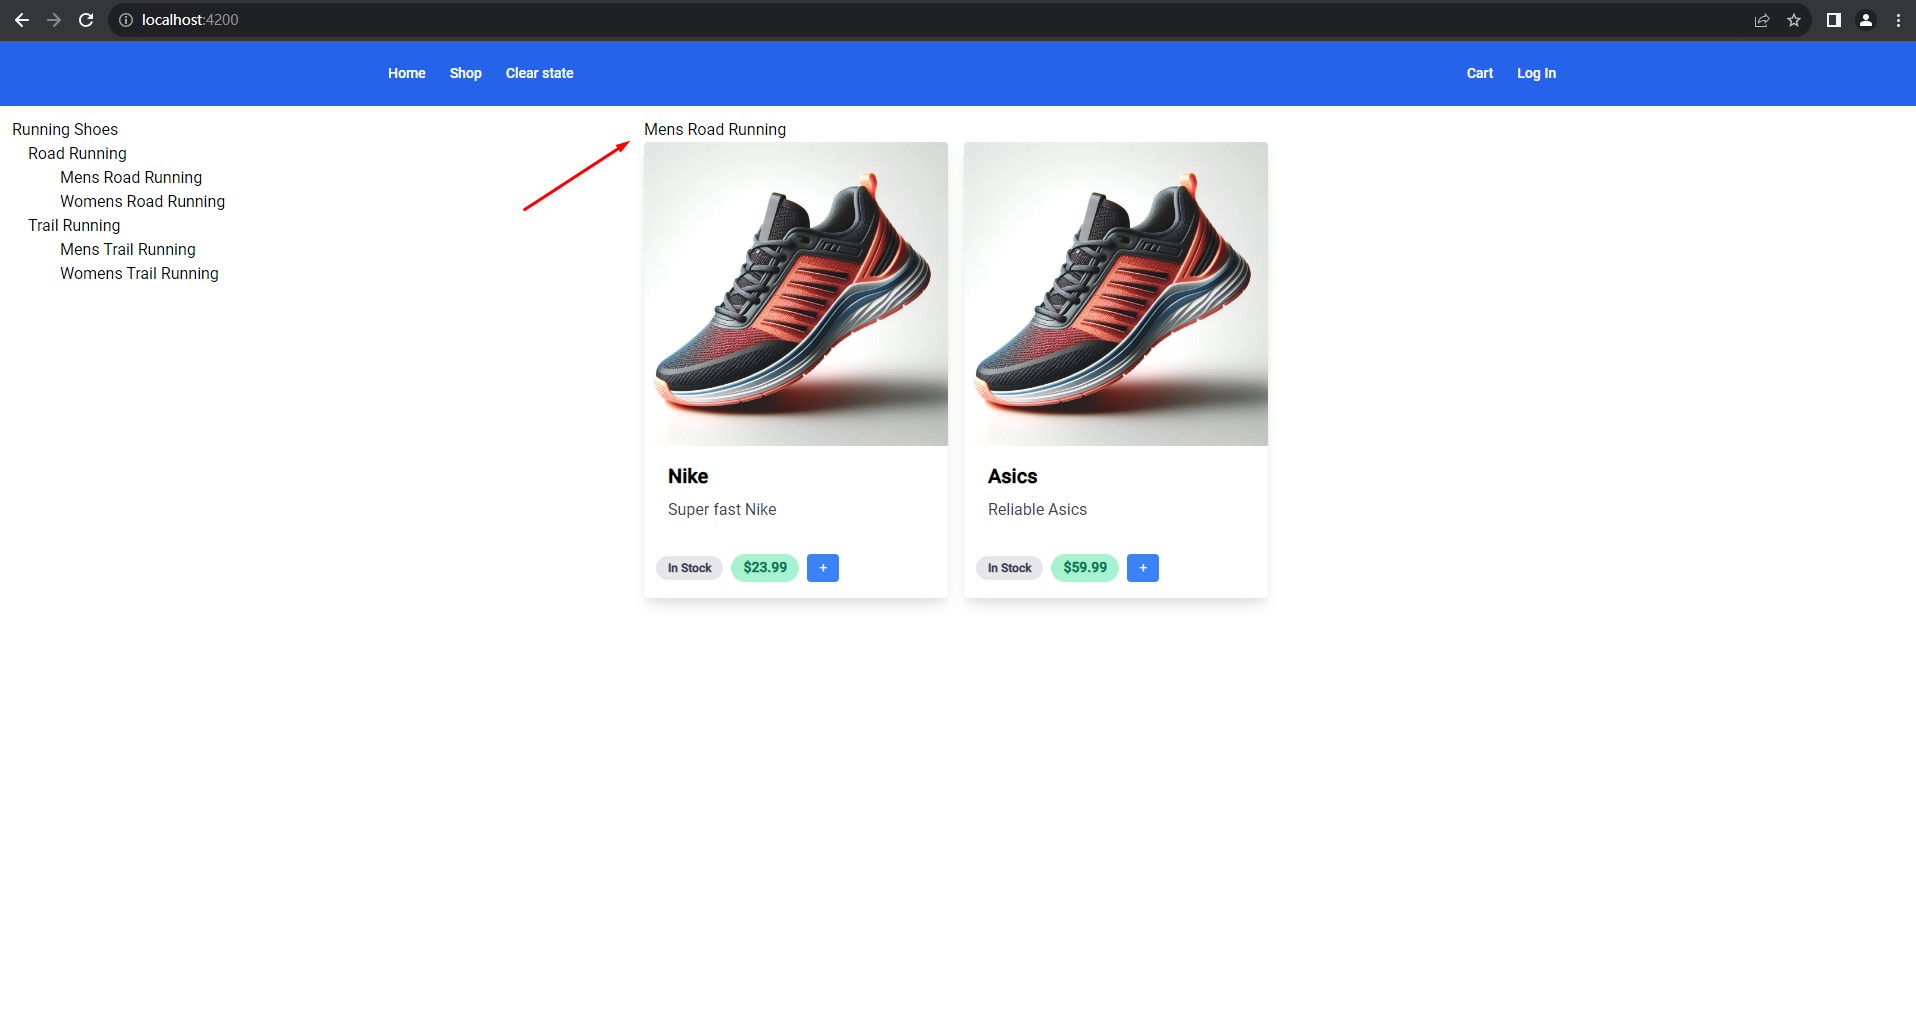 localhost:4200
Home Shop Clear state Cart Log In
Running Shoes
Road Running
Mens Road Running
Womens Road Running
Trail Running
Mens Trail Running
Womens Trail Running
Mens Road Running
Nike
Super fast Nike
In Stock $23.99 +
Asics
Reliable Asics
In Stock $59.99 +